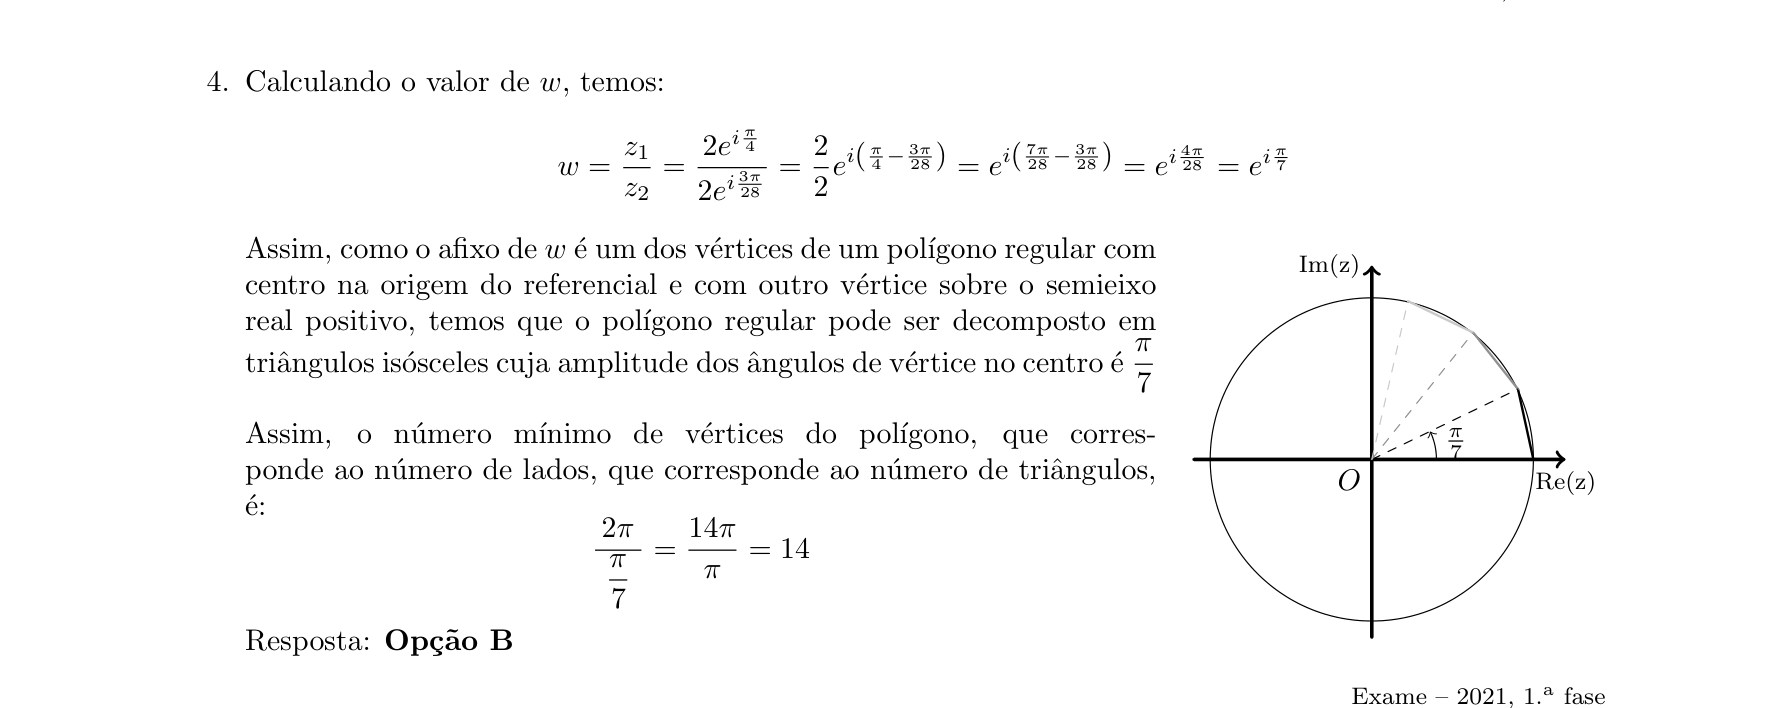 4. Calculando o valor de w, temos:
w = \frac{z_1}{z_2} = \frac{2e^{i\frac{\pi}{4}}}{2e^{i\frac{3\pi}{28}}} = \frac{2}{2}e^{i\left(\frac{\pi}{4}-\frac{3\pi}{28}\right)} = e^{i\left(\frac{7\pi}{28}-\frac{3\pi}{28}\right)} = e^{i\frac{4\pi}{28}} = e^{i\frac{\pi}{7}}
Assim, como o afixo de w é um dos vértices de um polígono regular com
centro na origem do referencial e com outro vértice sobre o semieixo
real positivo, temos que o polígono regular pode ser decomposto em
triângulos isósceles cuja amplitude dos ângulos de vértice no centro é \frac{\pi}{7}
Assim, o número mínimo de vértices do polígono, que corres-
ponde ao número de lados, que corresponde ao número de triângulos,
é:
\frac{2\pi}{\frac{\pi}{7}} = \frac{14\pi}{\pi} = 14
Resposta: Opção B
Im(z)
\frac{\pi}{7}
O
Re(z)
Exame – 2021, 1.ª fase